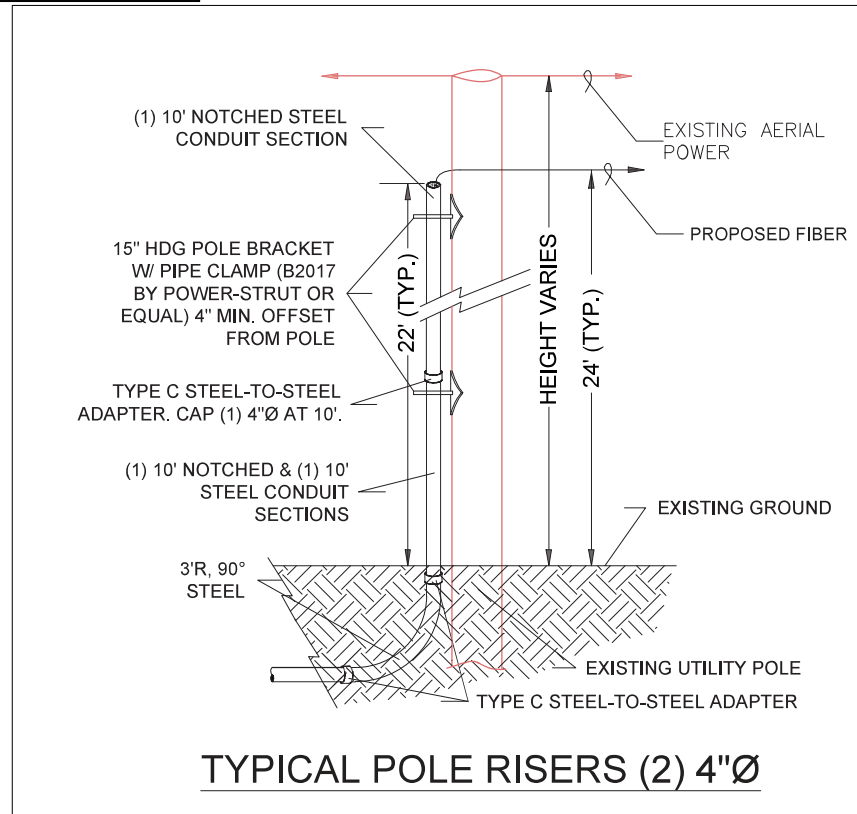 (1) 10' NOTCHED STEEL
CONDUIT SECTION
EXISTING AERIAL
POWER
PROPOSED FIBER
15" HDG POLE BRACKET
W/ PIPE CLAMP (B2017
BY POWER-STRUT OR
EQUAL) 4" MIN. OFFSET
FROM POLE
22' (TYP.)
HEIGHT VARIES
24' (TYP.)
TYPE C STEEL-TO-STEEL
ADAPTER. CAP (1) 4"Ø AT 10'.
(1) 10' NOTCHED & (1) 10'
STEEL CONDUIT
SECTIONS
EXISTING GROUND
3'R, 90°
STEEL
EXISTING UTILITY POLE
TYPE C STEEL-TO-STEEL ADAPTER
TYPICAL POLE RISERS (2) 4"Ø